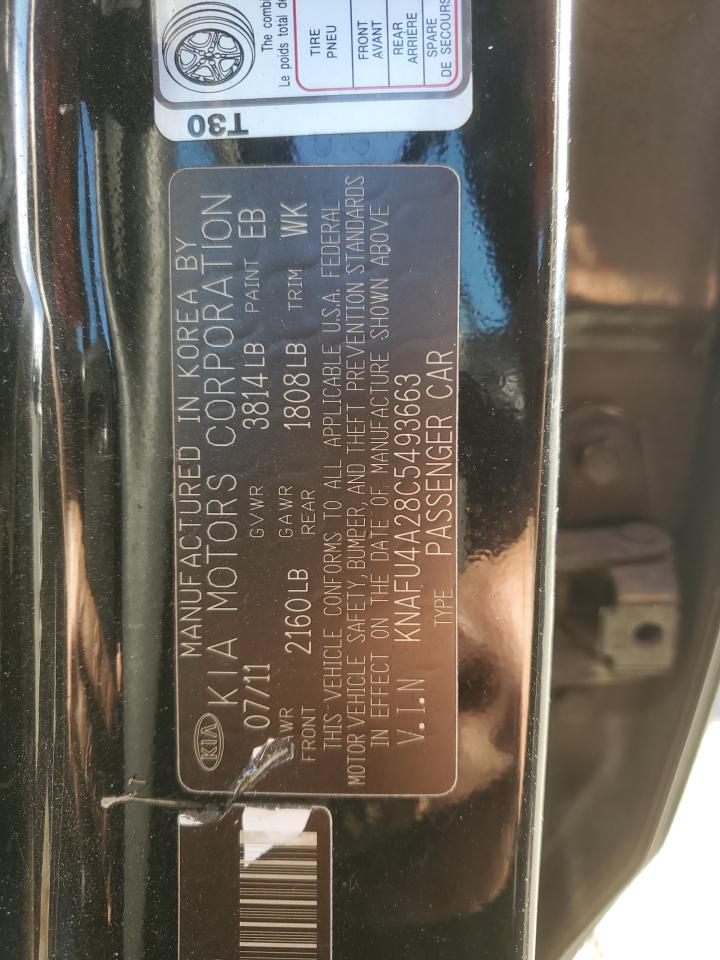 KIA
MANUFACTURED IN KOREA BY
KIA MOTORS CORPORATION
07/11 GVWR 3814LB PAINT EB
FRONT 2160LB GAWR REAR 1808LB TRIM WK
THIS VEHICLE CONFORMS TO ALL APPLICABLE U.S.A. FEDERAL
MOTOR VEHICLE SAFETY, BUMPER, AND THEFT PREVENTION STANDARDS
IN EFFECT ON THE DATE OF MANUFACTURE SHOWN ABOVE
V.I.N KNAFU4A28C5493663
TYPE PASSENGER CAR
The combi
Le poids total de
TIRE
PNEU
FRONT
AVANT
REAR
ARRIÈRE
SPARE
DE SECOURS
T30